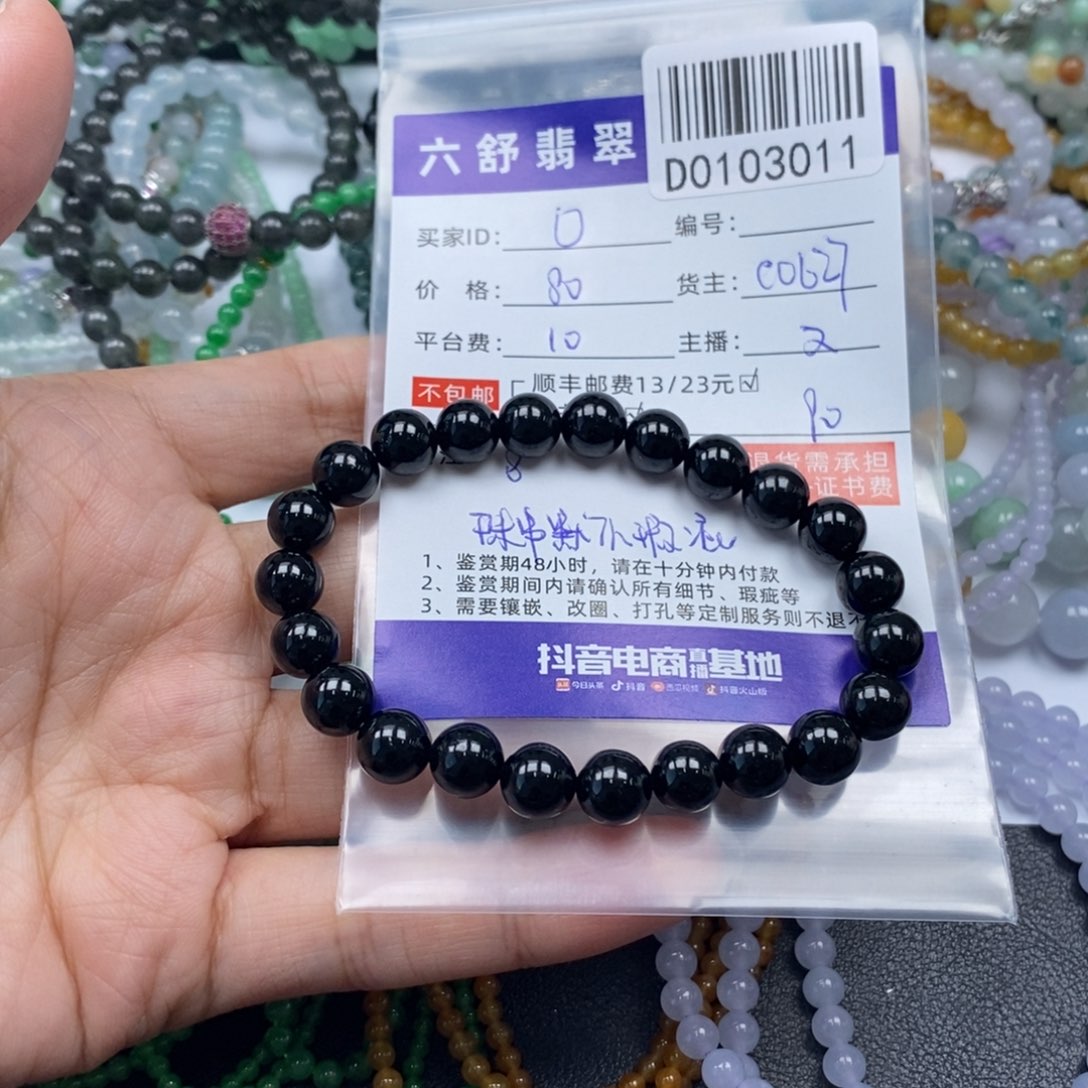 六舒翡翠
D0103011
买家ID: 0 编号:
价 格: 80 货主: C0627
平台费: 10 主播: 2
不包邮 顺丰邮费13/23元☑
90
8
退货需承担
证书费
1、鉴赏期48小时，请在十分钟内付款
2、鉴赏期间内请确认所有细节、瑕疵等
3、需要镶嵌、改圈、打孔等定制服务则不退不
抖音电商直播基地
今日头条 抖音 西瓜视频 抖音火山版